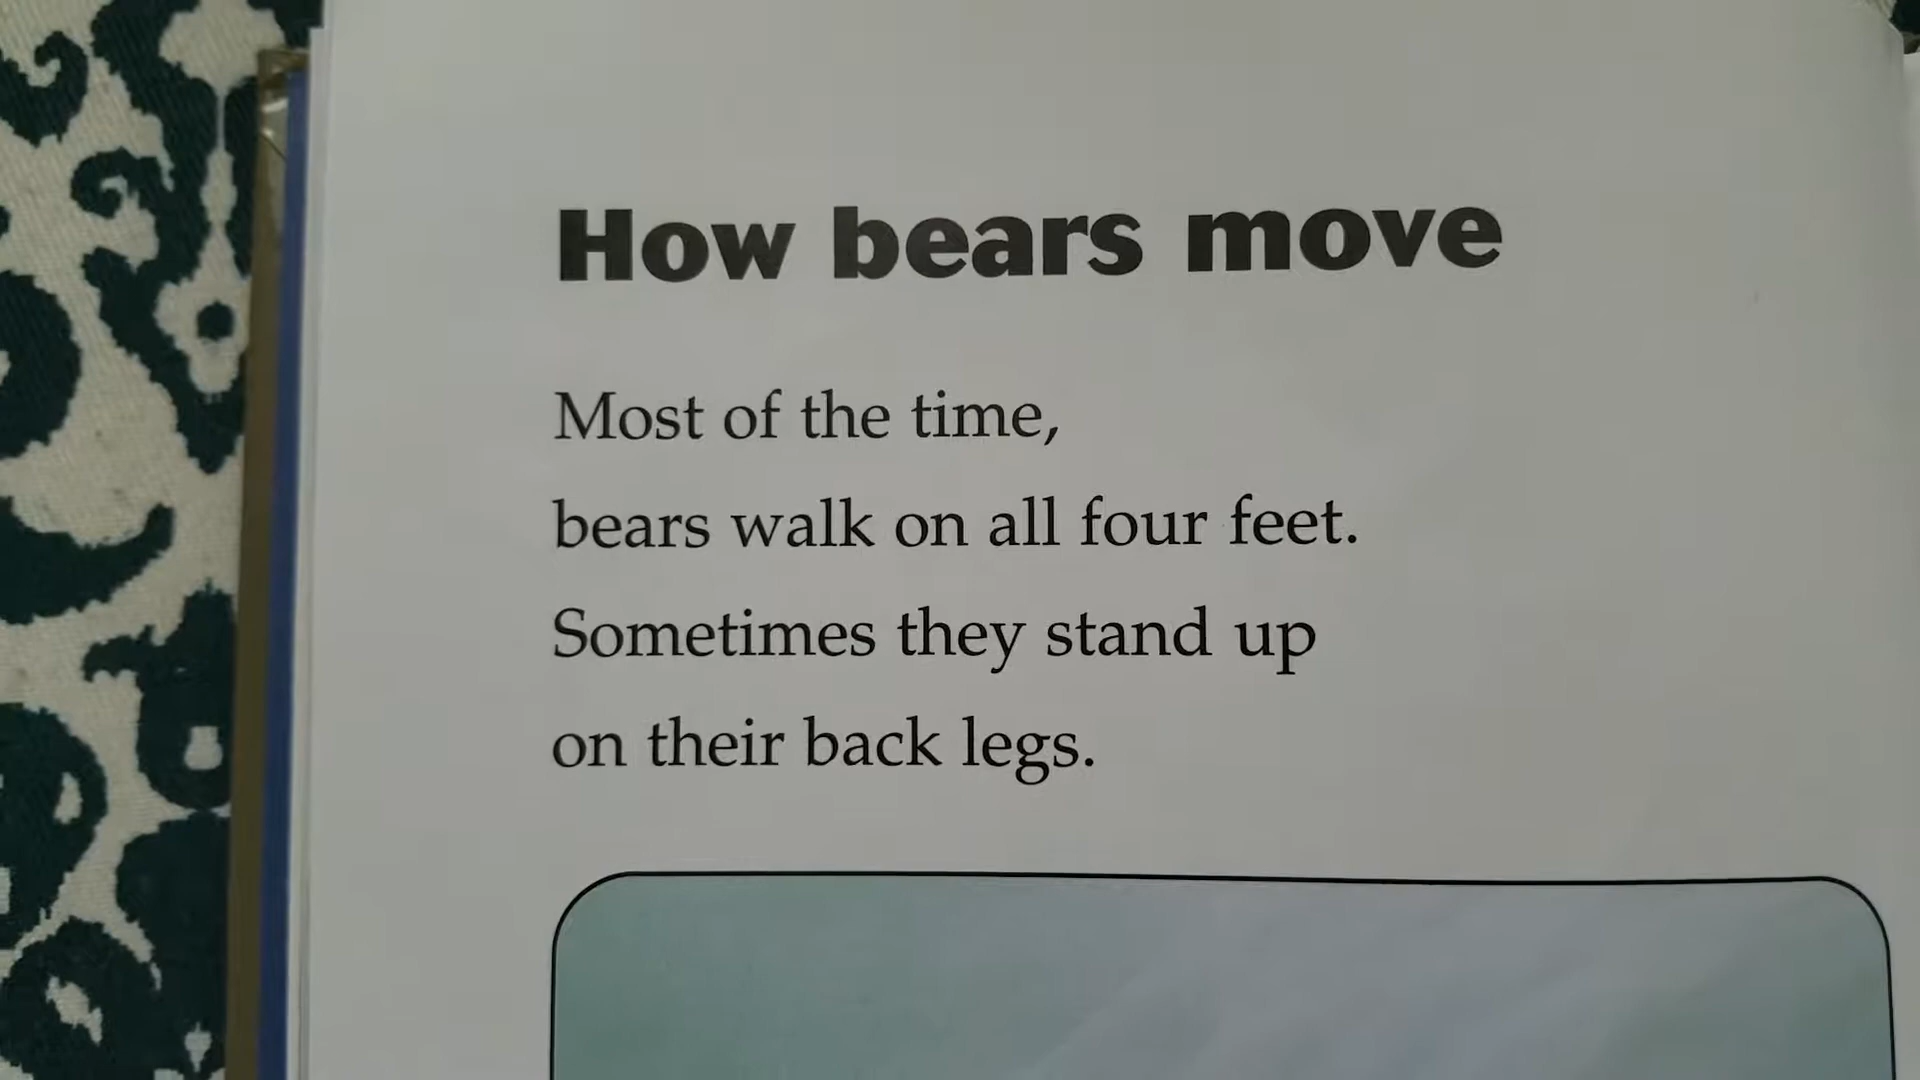 How bears move
Most of the time,
bears walk on all four feet.
Sometimes they stand up
on their back legs.